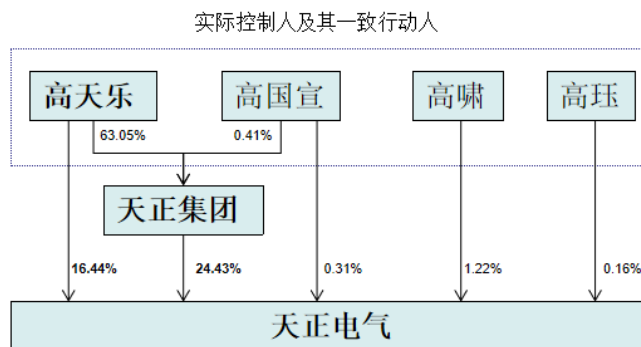 实际控制人及其一致行动人
高天乐 高国宣 高啸 高珏
63.05% 0.41%
天正集团
16.44% 24.43% 0.31% 1.22% 0.16%
天正电气